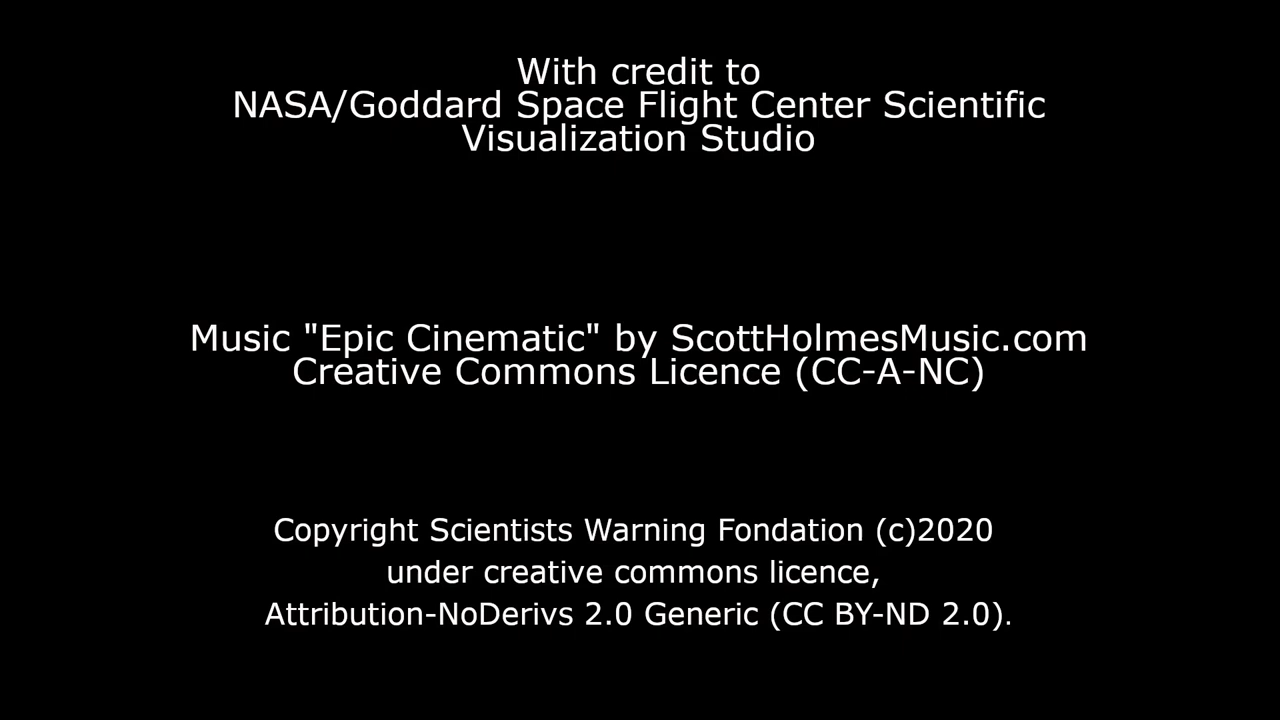 With credit to
NASA/Goddard Space Flight Center Scientific
Visualization Studio
Music "Epic Cinematic" by ScottHolmesMusic.com
Creative Commons Licence (CC-A-NC)
Copyright Scientists Warning Fondation (c)2020
under creative commons licence,
Attribution-NoDerivs 2.0 Generic (CC BY-ND 2.0).